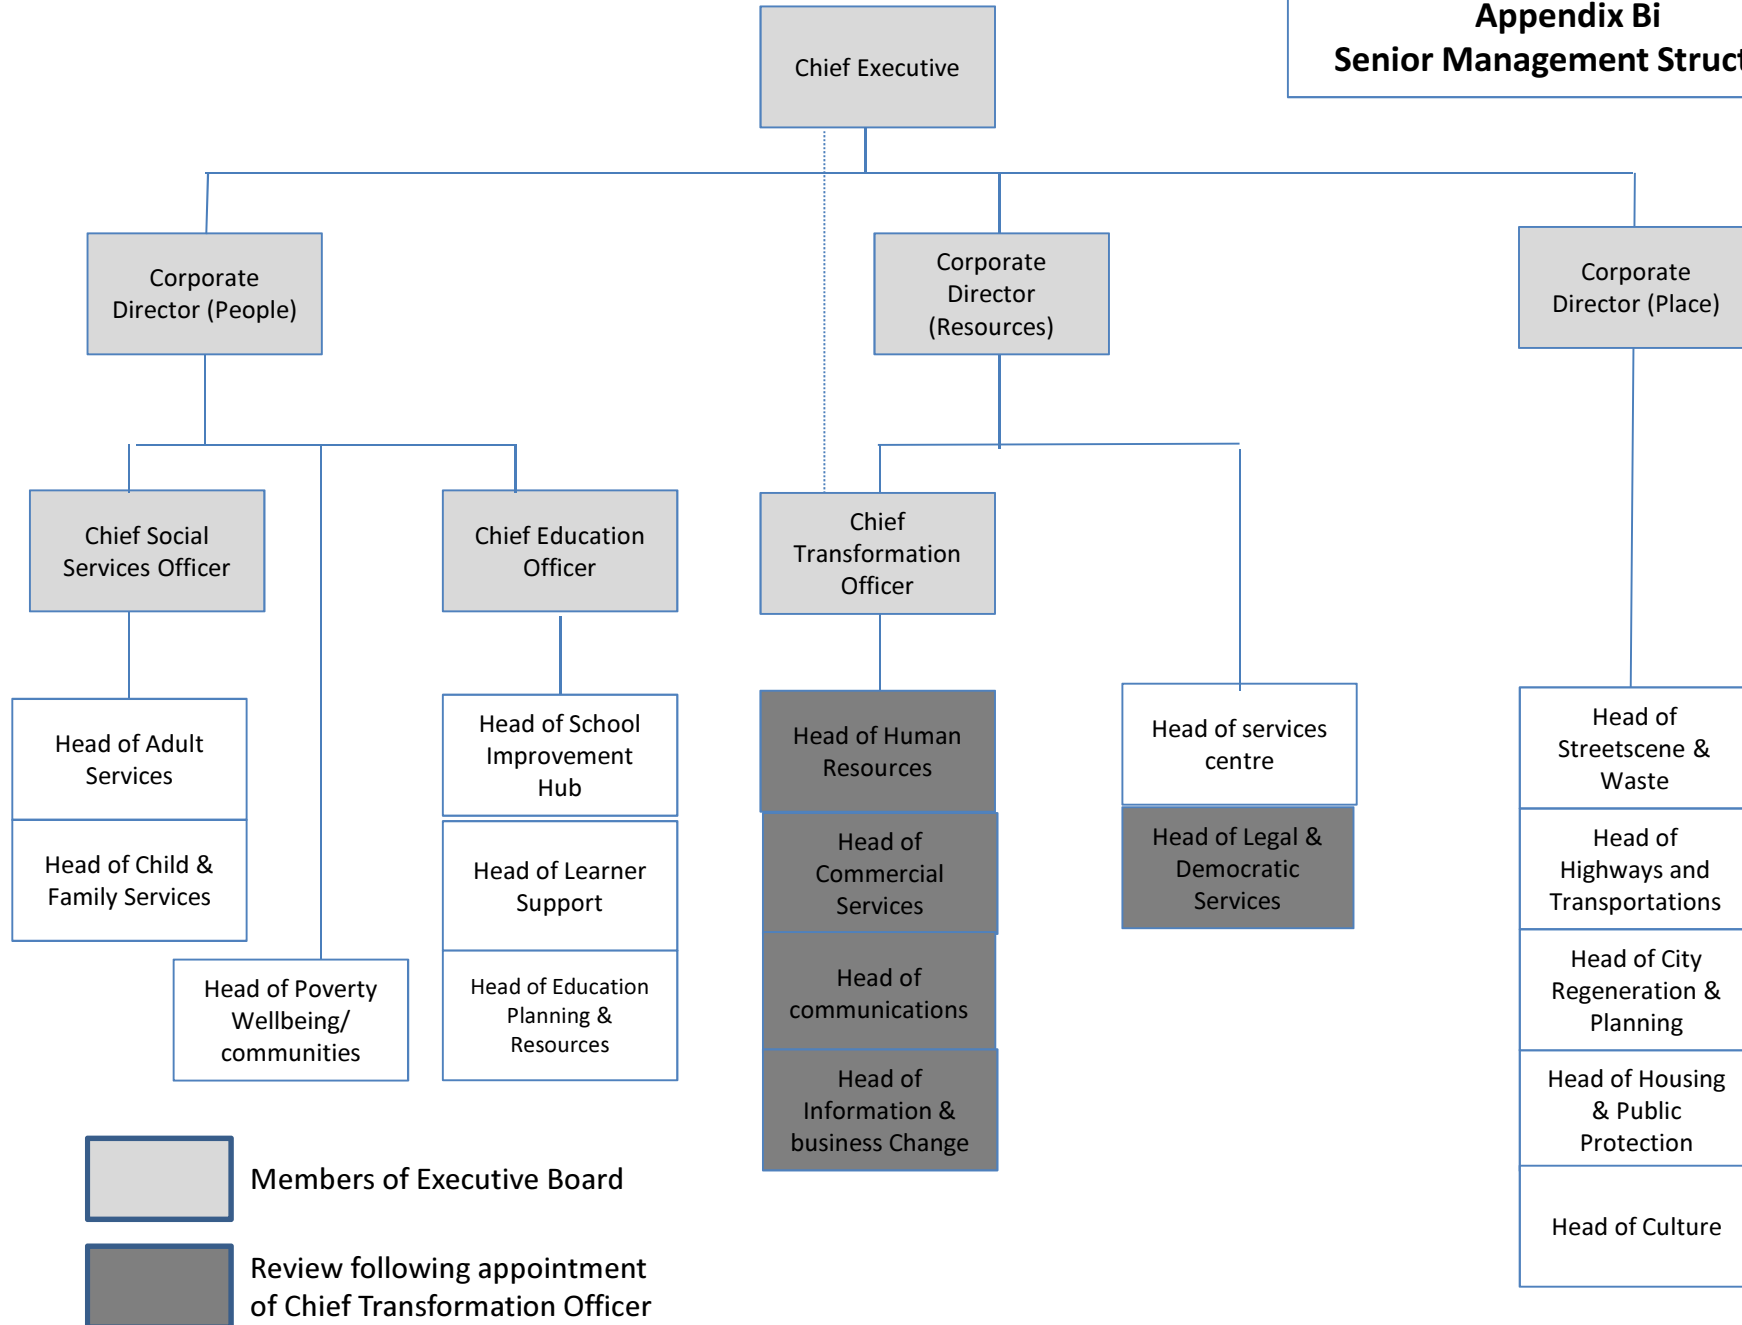 Appendix Bi
Senior Management Struct
Chief Executive
Corporate
Director (People)
Corporate
Director
(Resources)
Corporate
Director (Place)
Chief Social
Services Officer
Chief Education
Officer
Chief
Transformation
Officer
Head of Adult
Services
Head of Child &
Family Services
Head of Poverty
Wellbeing/
communities
Head of School
Improvement
Hub
Head of Learner
Support
Head of Education
Planning &
Resources
Head of Human
Resources
Head of
Commercial
Services
Head of
communications
Head of
Information &
business Change
Head of services
centre
Head of Legal &
Democratic
Services
Head of
Streetscene &
Waste
Head of
Highways and
Transportations
Head of City
Regeneration &
Planning
Head of Housing
& Public
Protection
Head of Culture
Members of Executive Board
Review following appointment
of Chief Transformation Officer